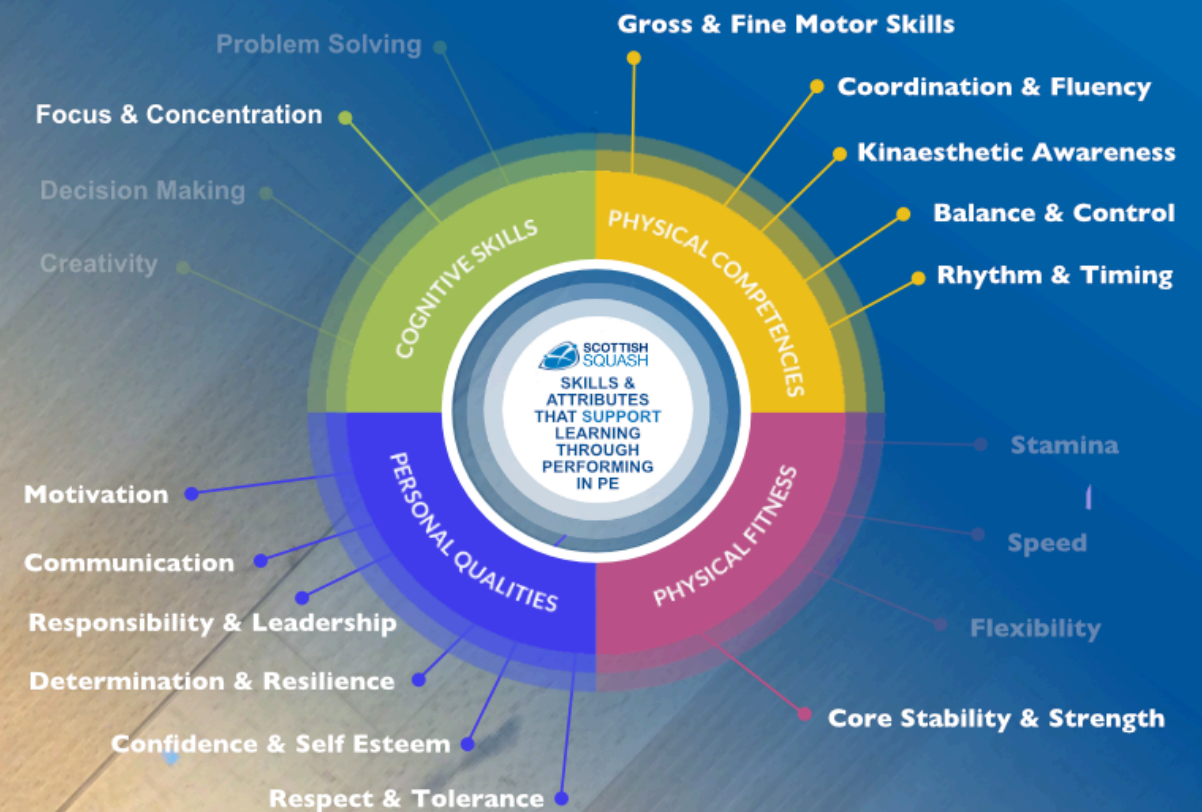 Gross & Fine Motor Skills
Problem Solving
Coordination & Fluency
Focus & Concentration
Kinaesthetic Awareness
Decision Making
Balance & Control
Creativity
Rhythm & Timing
COGNITIVE SKILLS
PHYSICAL COMPETENCIES
SCOTTISH
SQUASH
SKILLS &
ATTRIBUTES
THAT SUPPORT
LEARNING
THROUGH
PERFORMING
IN PE
PERSONAL QUALITIES
PHYSICAL FITNESS
Stamina
Motivation
Speed
Communication
Responsibility & Leadership
Flexibility
Determination & Resilience
Core Stability & Strength
Confidence & Self Esteem
Respect & Tolerance